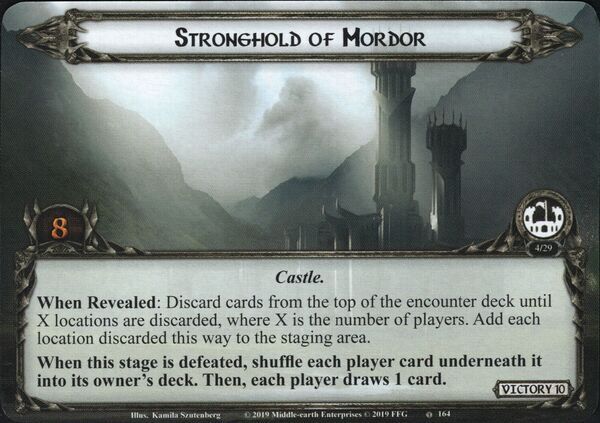 Stronghold of Mordor
8
4/29
Castle.
When Revealed: Discard cards from the top of the encounter deck until
X locations are discarded, where X is the number of players. Add each
location discarded this way to the staging area.
When this stage is defeated, shuffle each player card underneath it
into its owner's deck. Then, each player draws 1 card.
VICTORY 10
Illus. Kamila Szutenberg © 2019 Middle-earth Enterprises © 2019 FFG 164